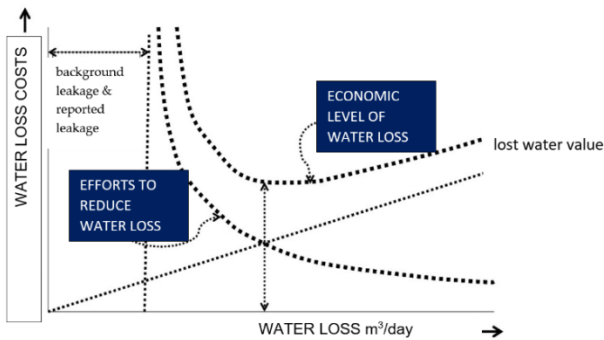 WATER LOSS COSTS
background
leakage &
reported
leakage
ECONOMIC
LEVEL OF
WATER LOSS
lost water value
EFFORTS TO
REDUCE
WATER LOSS
WATER LOSS m³/day